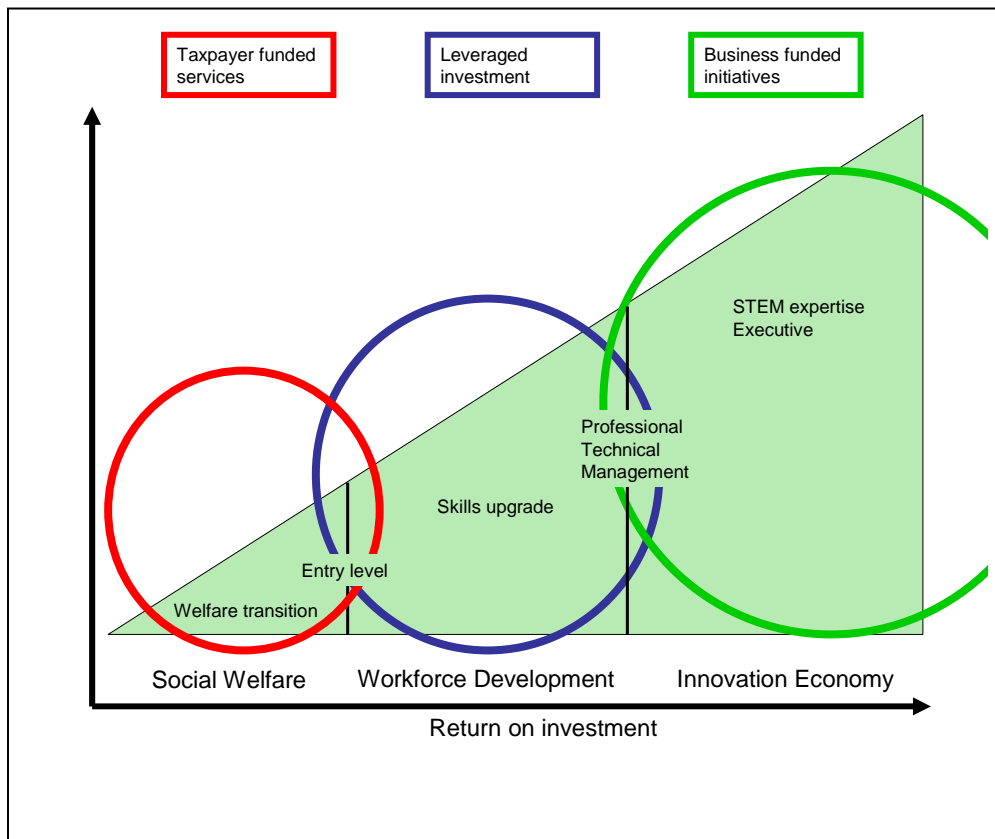 Taxpayer funded
services
Leveraged
investment
Business funded
initiatives
STEM expertise
Executive
Professional
Technical
Management
Skills upgrade
Entry level
Welfare transition
Social Welfare
Workforce Development
Innovation Economy
Return on investment